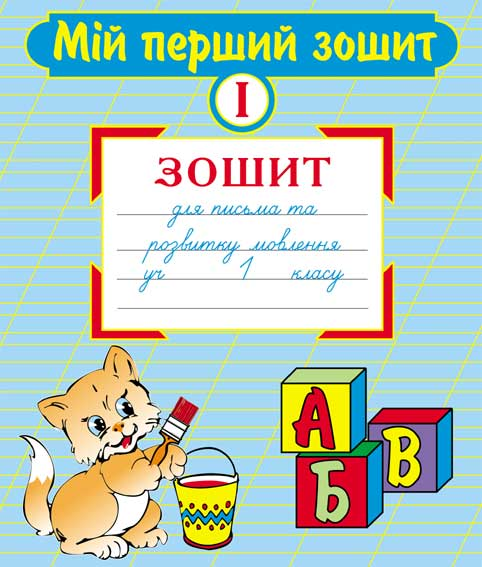 Мій перший зошит
І
ЗОШИТ
для письма та
розвитку мовлення
уч 1 класу
А
Б
В